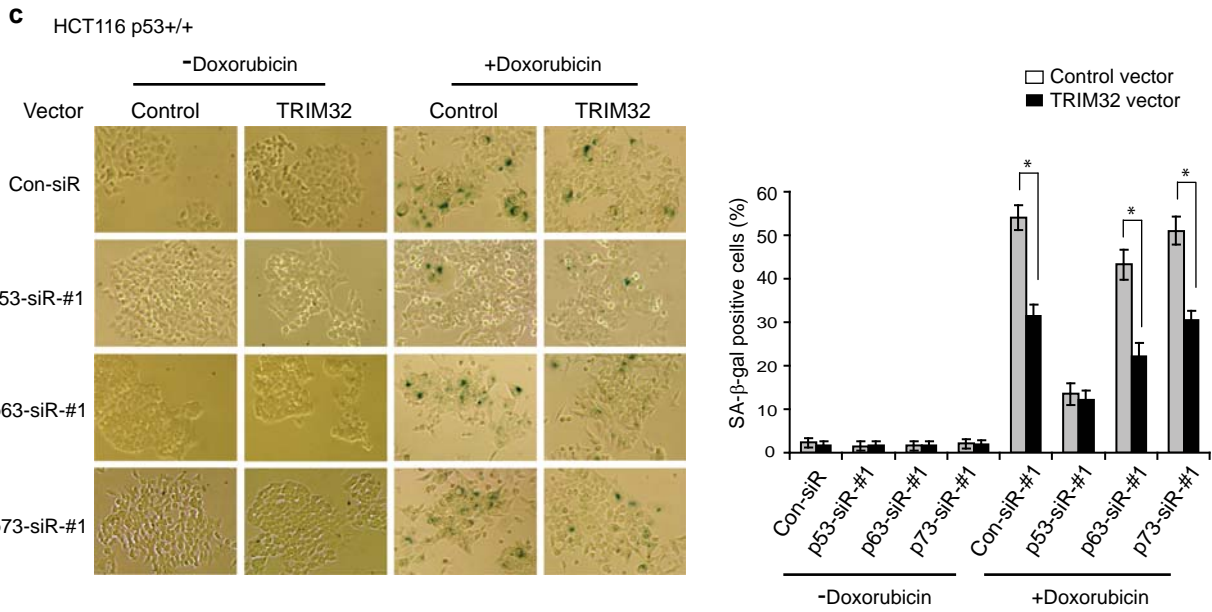 c
HCT116 p53+/+
-Doxorubicin
+Doxorubicin
Vector
Control
TRIM32
Control
TRIM32
Con-siR
53-siR-#1
63-siR-#1
73-siR-#1
Control vector
TRIM32 vector
SA-β-gal positive cells (%)
60
50
40
30
20
10
0
*
*
*
Con-siR
p53-siR-#1
p63-siR-#1
p73-siR-#1
Con-siR-#1
p53-siR-#1
p63-siR-#1
p73-siR-#1
-Doxorubicin
+Doxorubicin